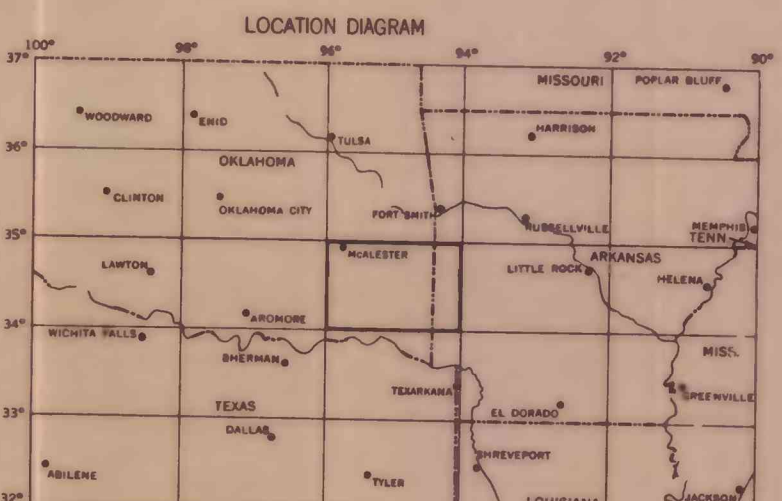 LOCATION DIAGRAM
100° 98° 96° 94° 92° 90°
37°
MISSOURI POPLAR BLUFF
WOODWARD ENID HARRISON
TULSA
36°
OKLAHOMA
CLINTON
OKLAHOMA CITY FORT SMITH RUSSELLVILLE MEMPHIS
TENN.
35°
McALESTER ARKANSAS
LAWTON LITTLE ROCK HELENA
ARDMORE
34°
WICHITA FALLS MISS.
SHERMAN
TEXARKANA GREENVILLE
TEXAS EL DORADO
33°
DALLAS
SHREVEPORT
ABILENE TYLER
32° LOUISIANA JACKSON